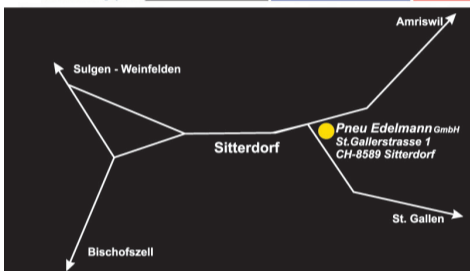 Amriswil
Sulgen - Weinfelden
Pneu Edelmann GmbH
St.Gallerstrasse 1
CH-8589 Sitterdorf
Sitterdorf
St. Gallen
Bischofszell